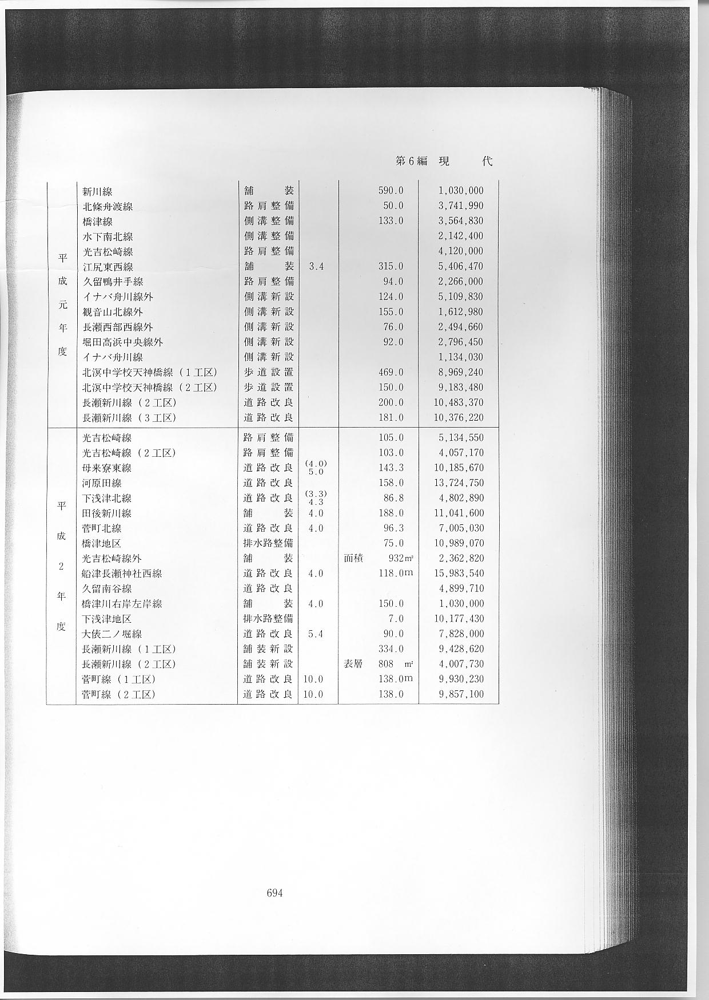 第6編 現 代
平成元年度
新川線 舗装 590.0 1,030,000
北條舟渡線 路肩整備 50.0 3,741,990
橋津線 側溝整備 133.0 3,564,830
水下南北線 側溝整備 2,142,400
光吉松崎線 路肩整備 4,120,000
江尻東西線 舗装 3.4 315.0 5,406,470
久留鴨井手線 路肩整備 94.0 2,266,000
イナバ舟川線外 側溝新設 124.0 5,109,830
観音山北線外 側溝新設 155.0 1,612,980
長瀬西部西線外 側溝新設 76.0 2,494,660
堀田高浜中央線外 側溝新設 92.0 2,796,450
イナバ舟川線 側溝新設 1,134,030
北溟中学校天神橋線(1工区) 歩道設置 469.0 8,969,240
北溟中学校天神橋線(2工区) 歩道設置 150.0 9,183,480
長瀬新川線(2工区) 道路改良 200.0 10,483,370
長瀬新川線(3工区) 道路改良 181.0 10,376,220
平成2年度
光吉松崎線 路肩整備 105.0 5,134,550
光吉松崎線(2工区) 路肩整備 103.0 4,057,170
母来寮東線 道路改良 (4.0) 5.0 143.3 10,185,670
河原田線 道路改良 158.0 13,724,750
下浅津北線 道路改良 (3.3) 4.3 86.8 4,802,890
田後新川線 舗装 4.0 188.0 11,041,600
菅町北線 道路改良 4.0 96.3 7,005,030
橋津地区 排水路整備 75.0 10,989,070
光吉松崎線外 舗装 面積 932㎡ 2,362,820
船津長瀬神社西線 道路改良 4.0 118.0m 15,983,540
久留南谷線 道路改良 4,899,710
橋津川右岸左岸線 舗装 4.0 150.0 1,030,000
下浅津地区 排水路整備 7.0 10,177,430
大俵二ノ堀線 道路改良 5.4 90.0 7,828,000
長瀬新川線(1工区) 舗装新設 334.0 9,428,620
長瀬新川線(2工区) 舗装新設 表層 808 ㎡ 4,007,730
菅町線(1工区) 道路改良 10.0 138.0m 9,930,230
菅町線(2工区) 道路改良 10.0 138.0 9,857,100
694